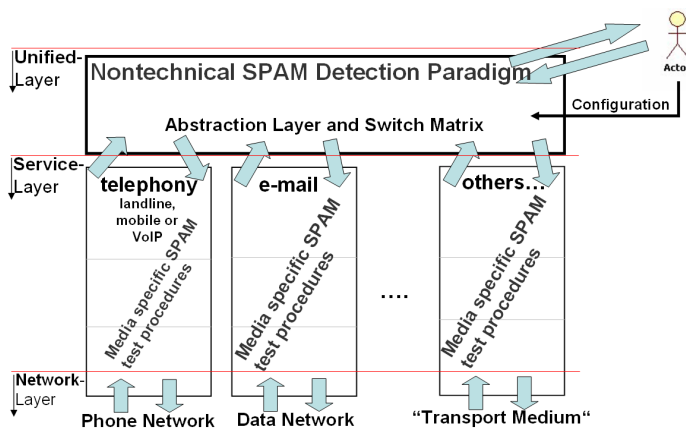 Unified-
Layer
Nontechnical SPAM Detection Paradigm
Acto
Configuration
Abstraction Layer and Switch Matrix
Service-
Layer
telephony
landline,
mobile or
VoIP
Media specific SPAM
test procedures
e-mail
Media specific SPAM
test procedures
....
others...
Media specific SPAM
test procedures
Network-
Layer
Phone Network
Data Network
“Transport Medium“